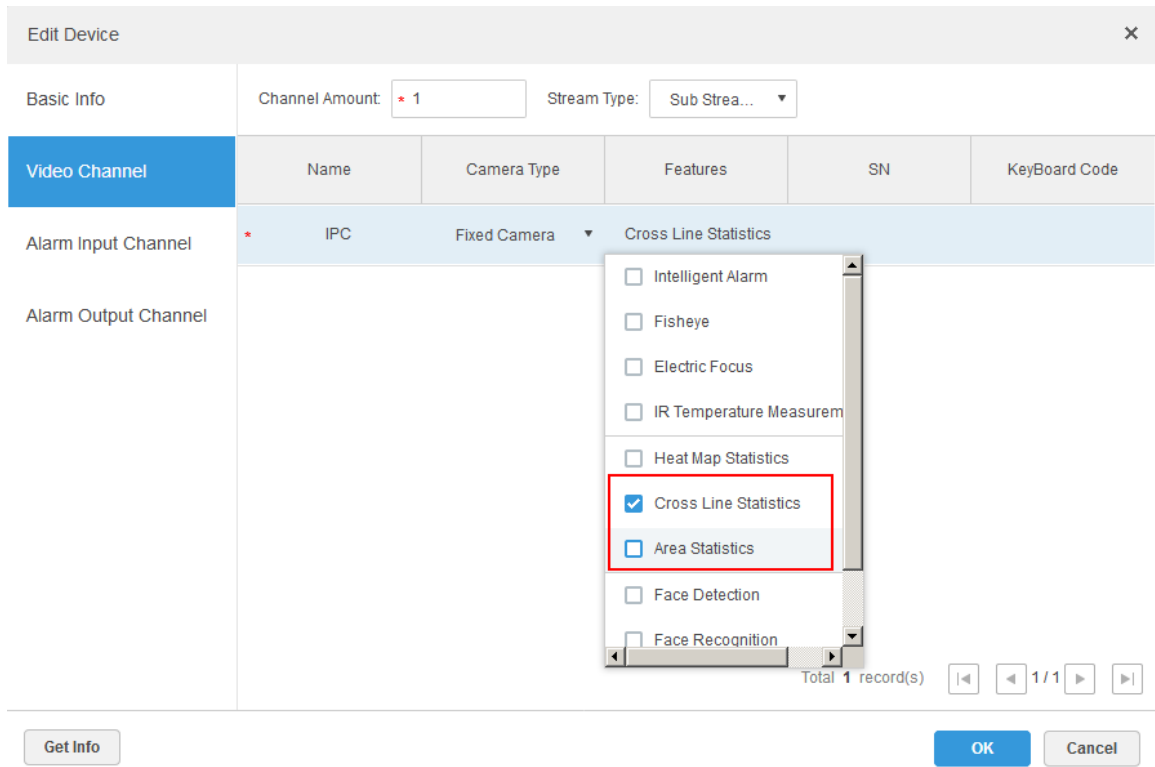 Edit Device
Basic Info
Channel Amount: * 1 Stream Type: Sub Strea...
Video Channel
Name Camera Type Features SN KeyBoard Code
* IPC Fixed Camera Cross Line Statistics
Alarm Input Channel
Intelligent Alarm
Alarm Output Channel
Fisheye
Electric Focus
IR Temperature Measurem
Heat Map Statistics
Cross Line Statistics
Area Statistics
Face Detection
Face Recognition
Total 1 record(s) 1 / 1
Get Info OK Cancel